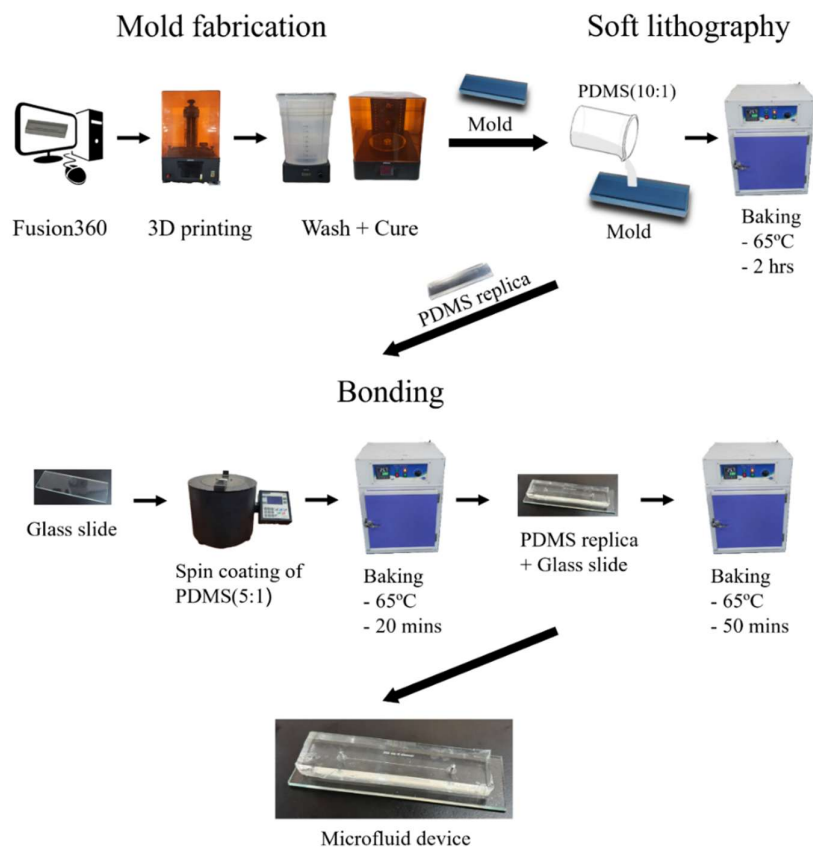 Mold fabrication
Soft lithography
PDMS(10:1)
Mold
Fusion360
3D printing
Wash + Cure
Mold
Baking
- 65ºC
- 2 hrs
PDMS replica
Bonding
Glass slide
Spin coating of
PDMS(5:1)
Baking
- 65ºC
- 20 mins
PDMS replica
+ Glass slide
Baking
- 65ºC
- 50 mins
Microfluid device